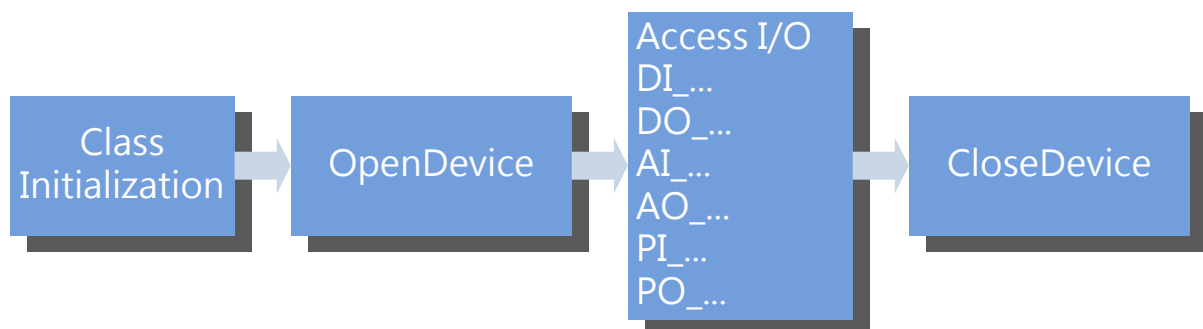 Class
Initialization
OpenDevice
Access I/O
DI_...
DO_...
AI_...
AO_...
PI_...
PO_...
CloseDevice